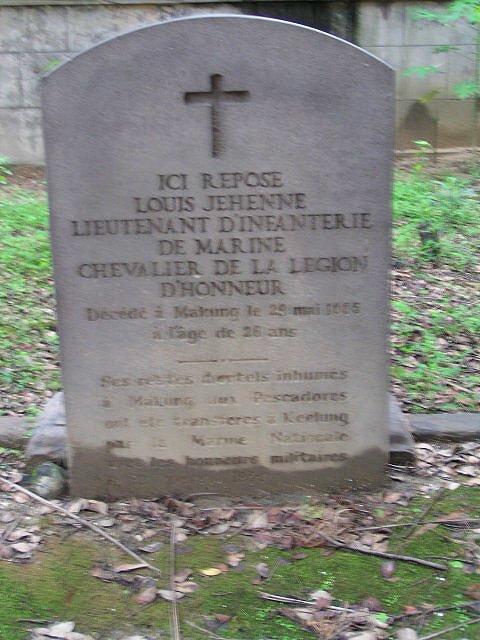 ICI REPOSE
LOUIS JEHENNE
LIEUTENANT D'INFANTERIE
DE MARINE
CHEVALIER DE LA LEGION
D'HONNEUR
Décédé à Makung le 29 mai 1885
à l'âge de 26 ans
Ses restes mortels inhumés
à Makung aux Pescadores
ont été transférés à Keelung
par la Marine Nationale
avec les honneurs militaires